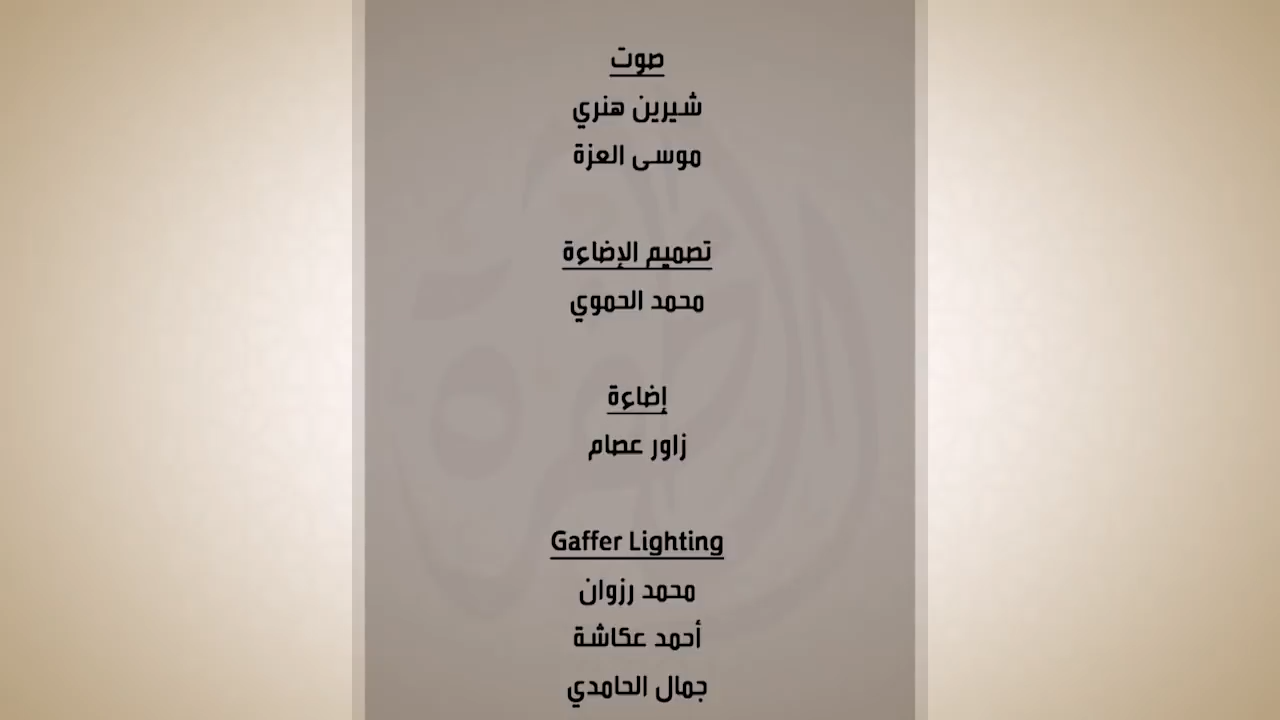 صوت
شيرين هنري
موسى العزة
تصميم الإضاءة
محمد الحموي
إضاءة
زاور عصام
Gaffer Lighting
محمد رزوان
أحمد عكاشة
جمال الحامدي